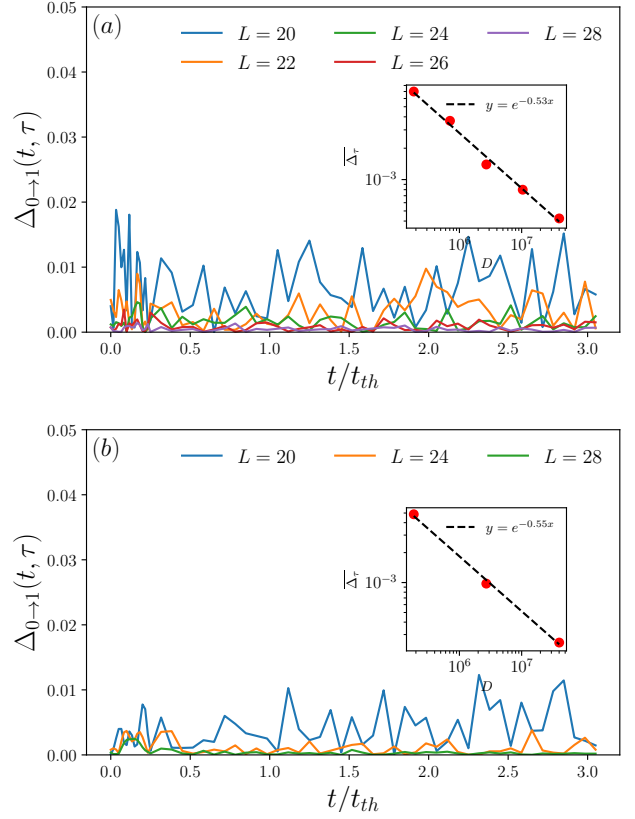 (a)
L = 20 L = 24 L = 28
L = 22 L = 26
0.05
0.04
0.03
0.02
0.01
0.00
Δ₀→₁(t, τ)
0.0 0.5 1.0 1.5 2.0 2.5 3.0
t/t_{th}
y = e^{-0.53x}
\overline{Δ_τ}
10^{-3}
10^6 10^7
D
(b)
L = 20 L = 24 L = 28
0.05
0.04
0.03
0.02
0.01
0.00
Δ₀→₁(t, τ)
0.0 0.5 1.0 1.5 2.0 2.5 3.0
t/t_{th}
y = e^{-0.55x}
\overline{Δ_τ}
10^{-3}
10^6 10^7
D